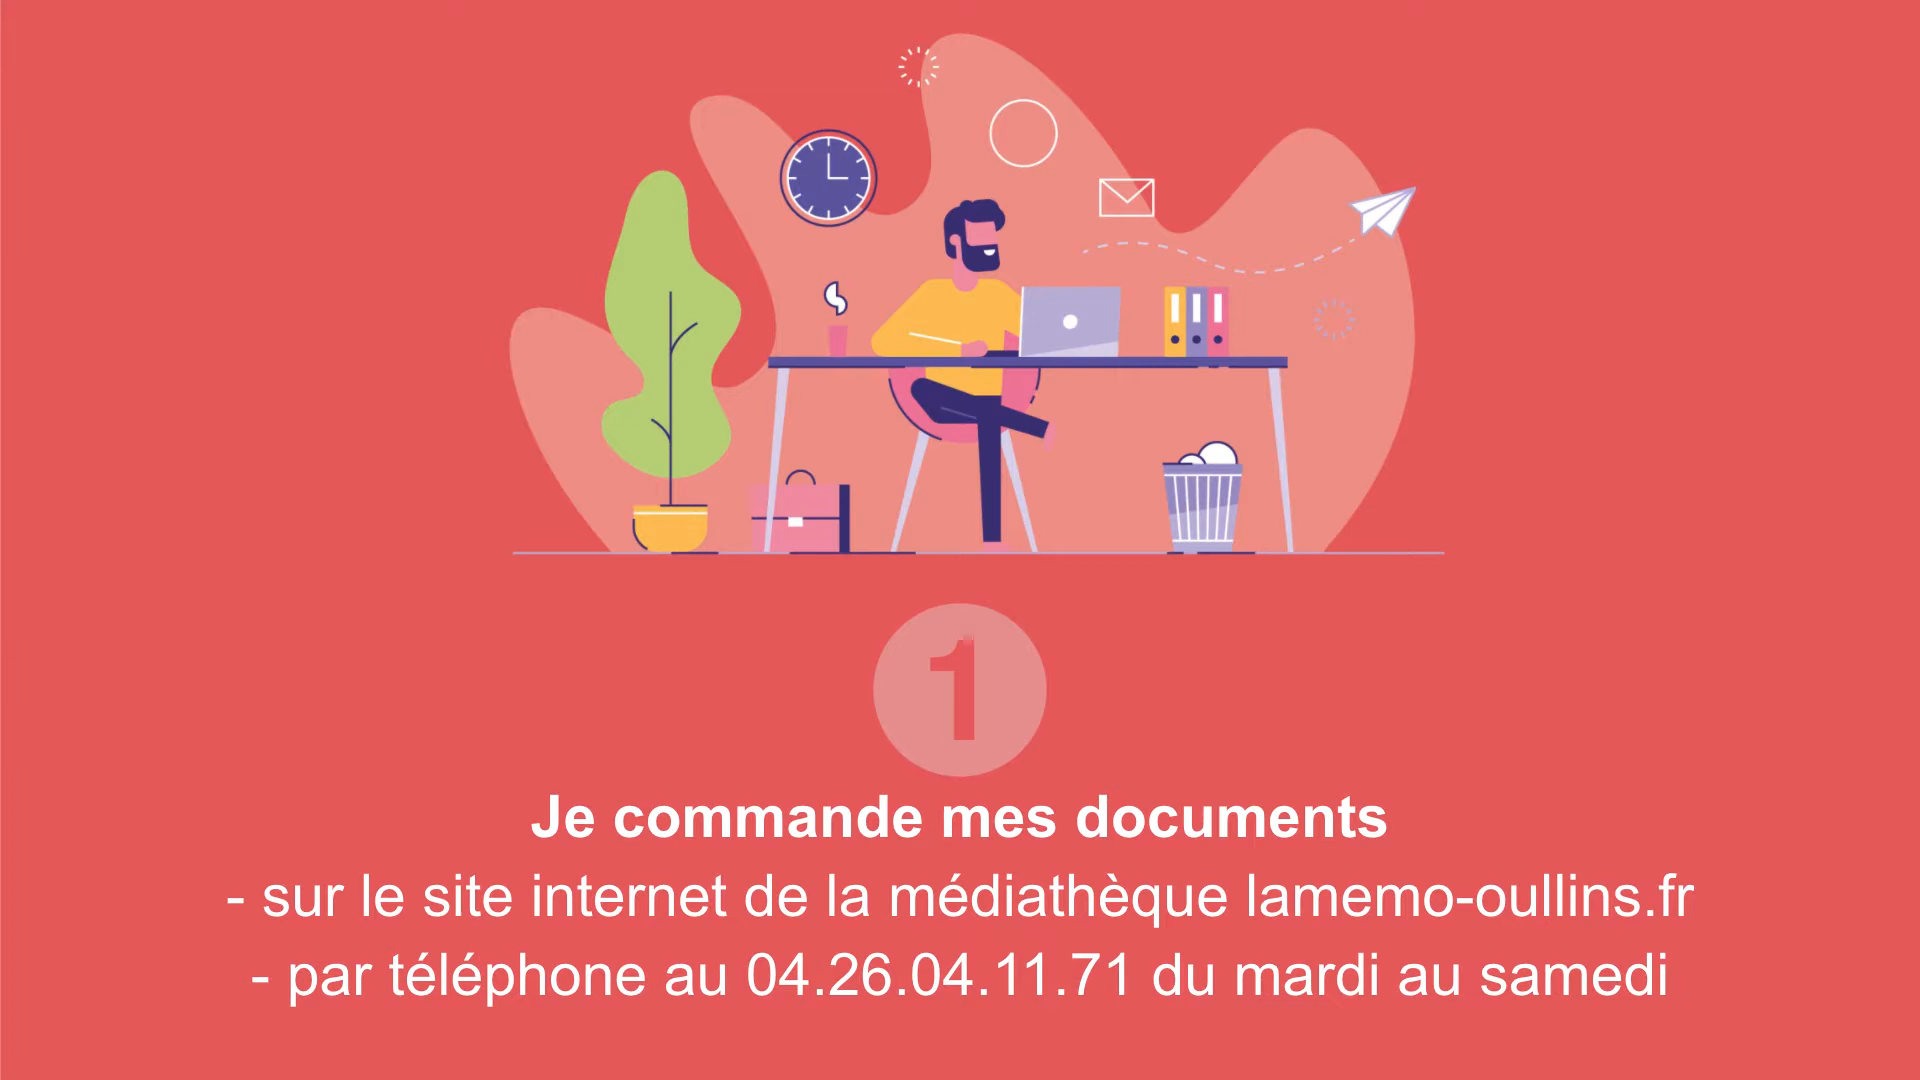 1
Je commande mes documents
- sur le site internet de la médiathèque lamemo-oullins.fr
- par téléphone au 04.26.04.11.71 du mardi au samedi